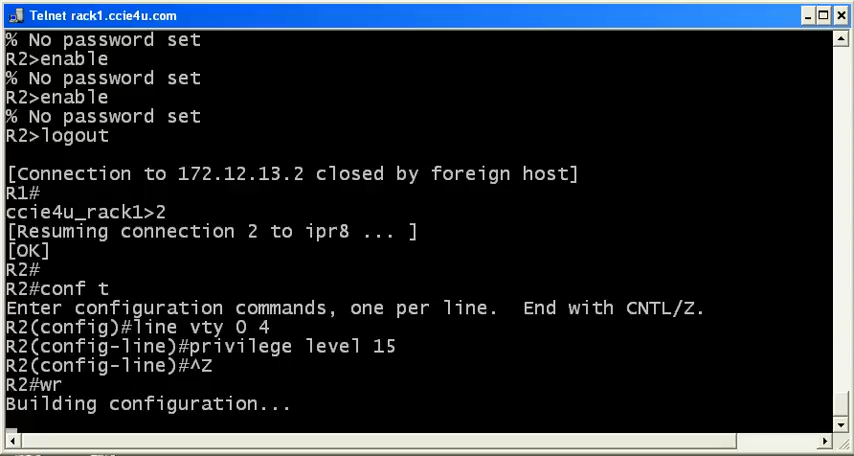 Telnet rack1.ccie4u.com
% No password set
R2>enable
% No password set
R2>enable
% No password set
R2>logout
[Connection to 172.12.13.2 closed by foreign host]
R1#
ccie4u_rack1>2
[Resuming connection 2 to ipr8 ... ]
[OK]
R2#
R2#conf t
Enter configuration commands, one per line.  End with CNTL/Z.
R2(config)#line vty 0 4
R2(config-line)#privilege level 15
R2(config-line)#^Z
R2#wr
Building configuration...